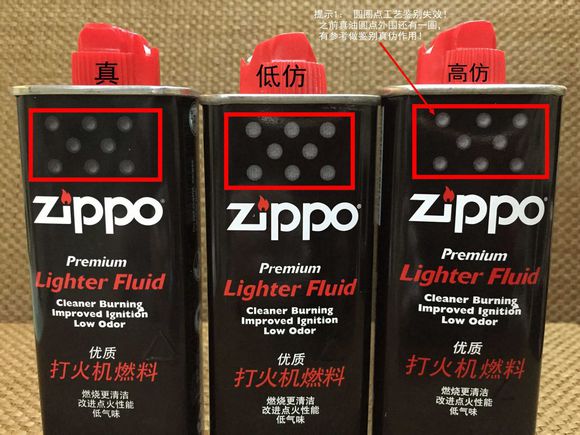 提示1： 圆圈点工艺鉴别失效！
之前真油圆点外围还有一圈，
有参考做鉴别真伪作用！
真
低仿
高仿
zippo
Premium
Lighter Fluid
Cleaner Burning
Improved Ignition
Low Odor
优质
打火机燃料
燃烧更清洁
改进点火性能
低气味
zippo
Premium
Lighter Fluid
Cleaner Burning
Improved Ignition
Low Odor
优质
打火机燃料
燃烧更清洁
改进点火性能
低气味
zippo
Premium
Lighter Fluid
Cleaner Burning
Improved Ignition
Low Odor
优质
打火机燃料
燃烧更清洁
改进点火性能
低气味